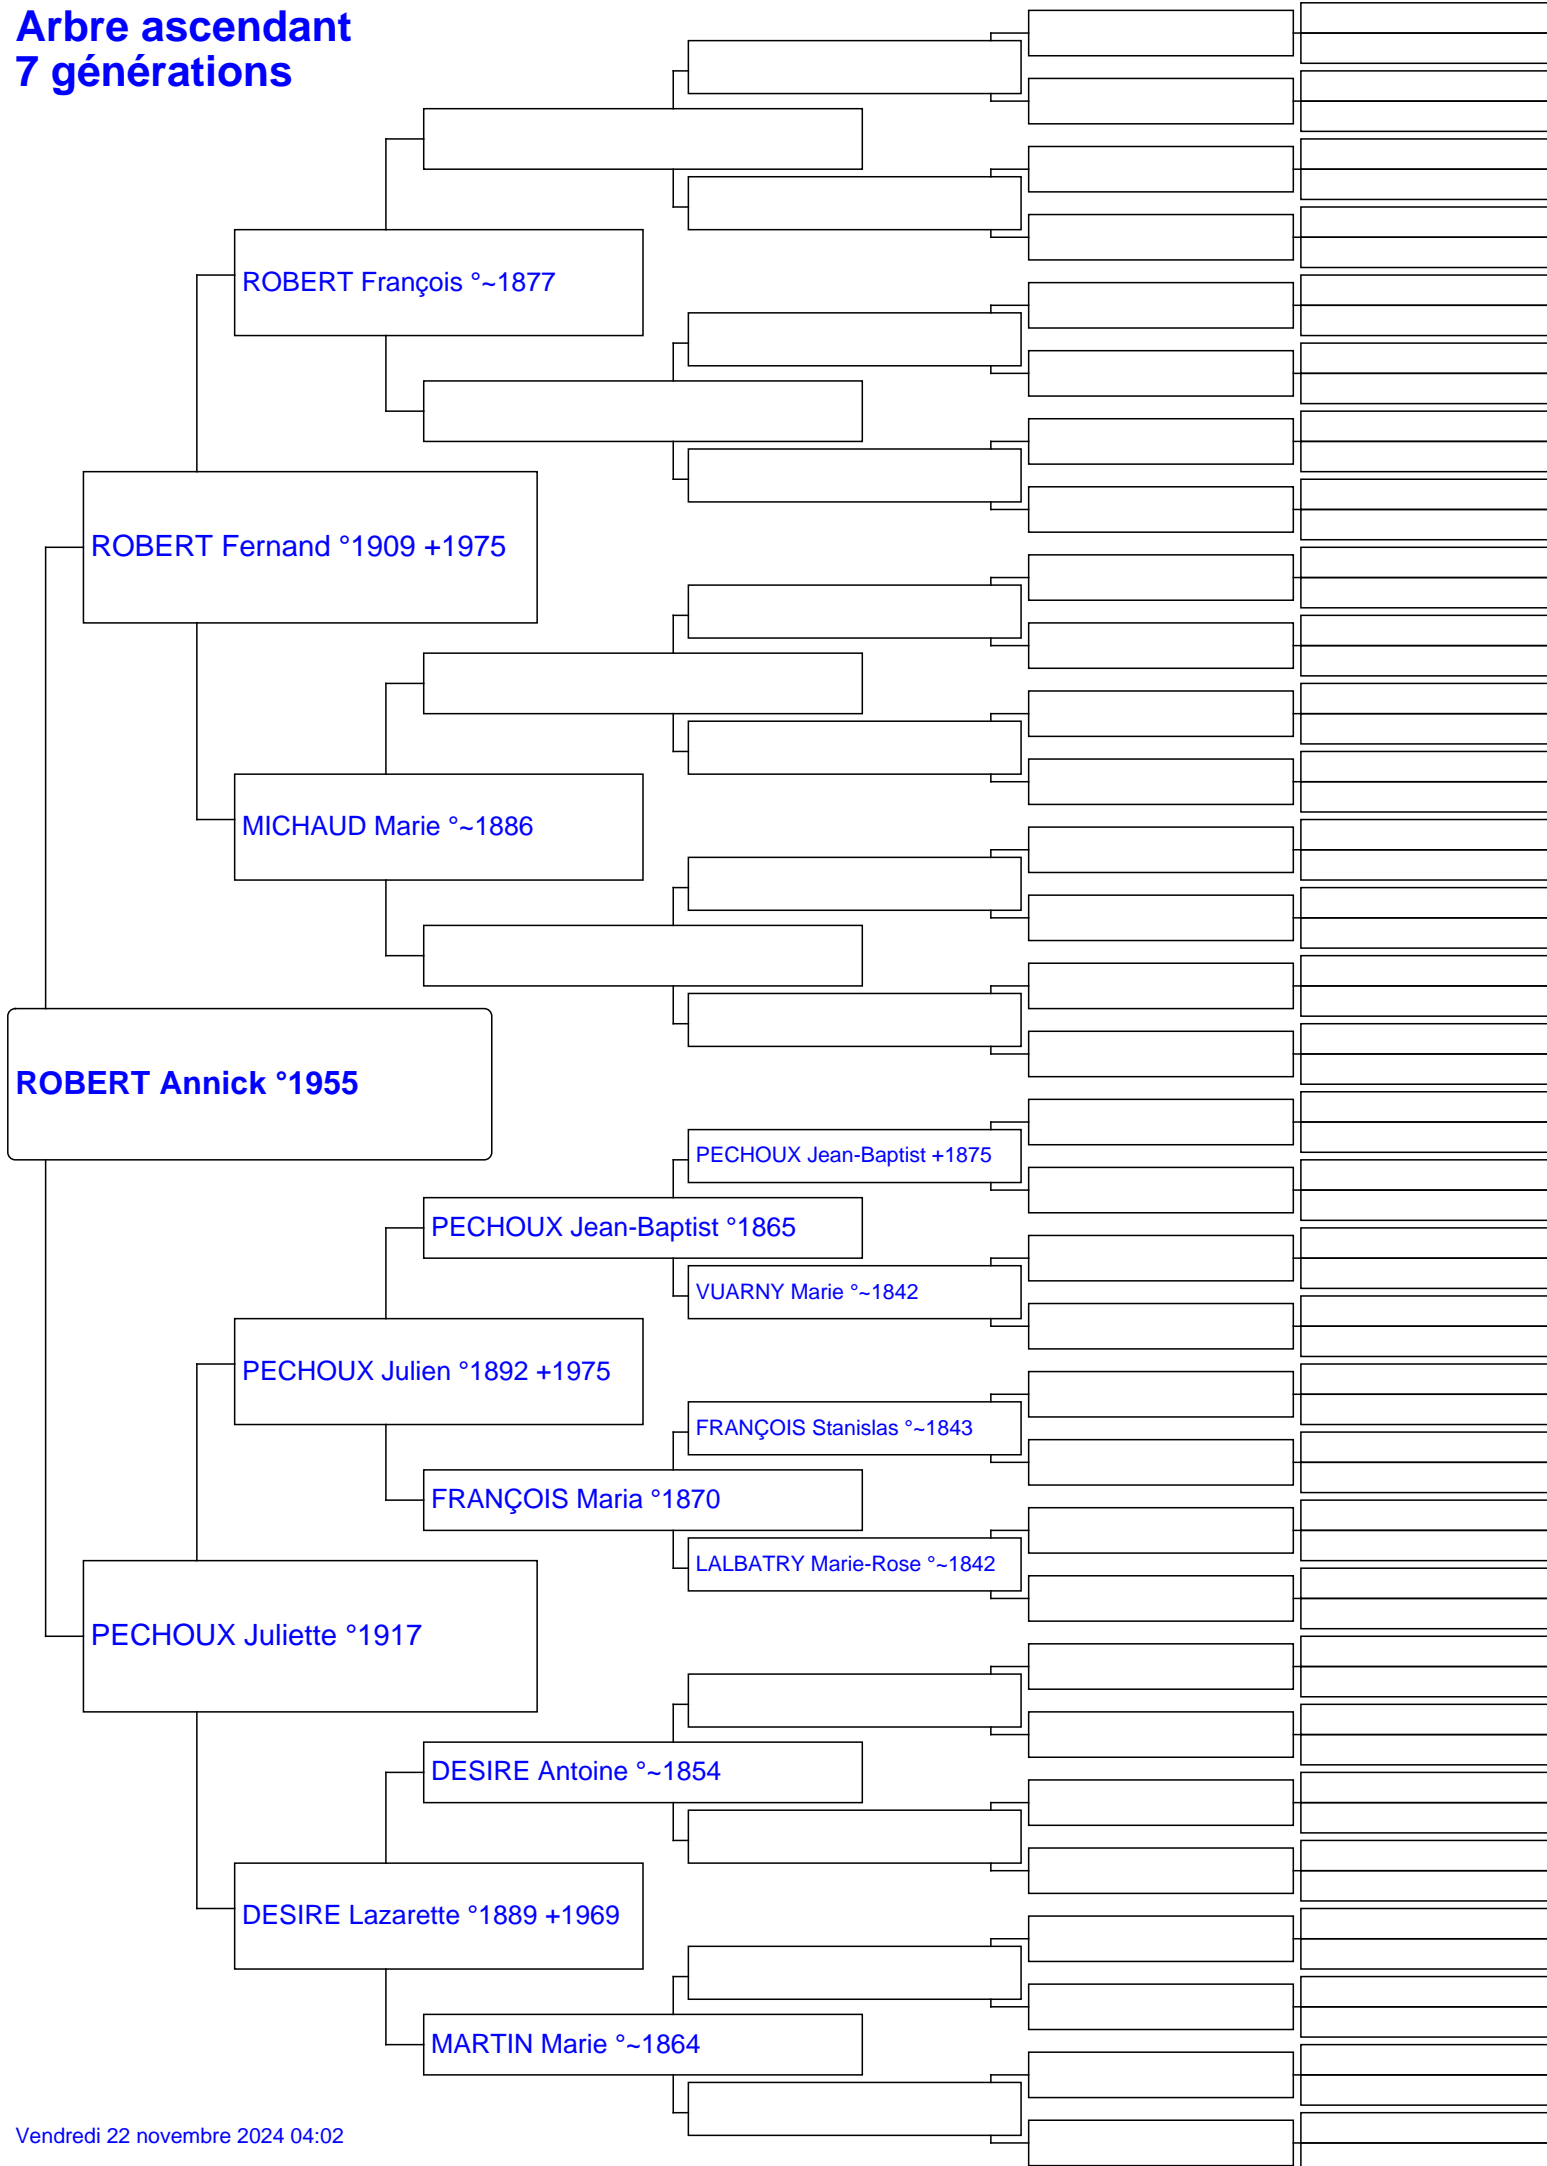 Arbre ascendant
7 générations
ROBERT François °~1877
ROBERT Fernand °1909 +1975
MICHAUD Marie °~1886
ROBERT Annick °1955
PECHOUX Jean-Baptist +1875
PECHOUX Jean-Baptist °1865
VUARNY Marie °~1842
PECHOUX Julien °1892 +1975
FRANÇOIS Stanislas °~1843
FRANÇOIS Maria °1870
LALBATRY Marie-Rose °~1842
PECHOUX Juliette °1917
DESIRE Antoine °~1854
DESIRE Lazarette °1889 +1969
MARTIN Marie °~1864
Vendredi 22 novembre 2024 04:02